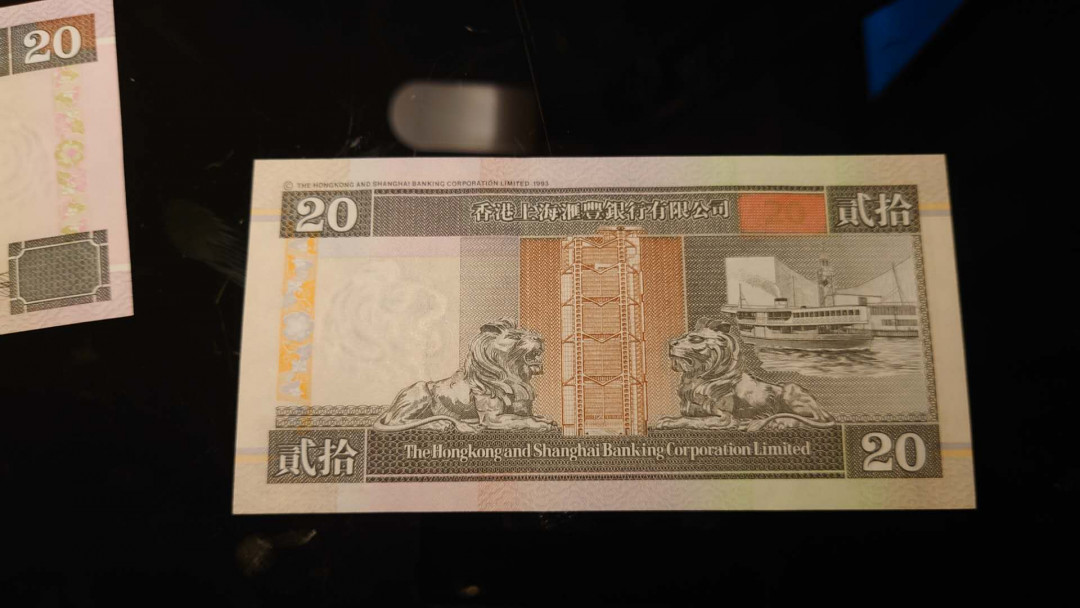 20
© THE HONGKONG AND SHANGHAI BANKING CORPORATION LIMITED 1993
20 香港上海滙豐銀行有限公司 20 貳拾
貳拾 The Hongkong and Shanghai Banking Corporation Limited 20